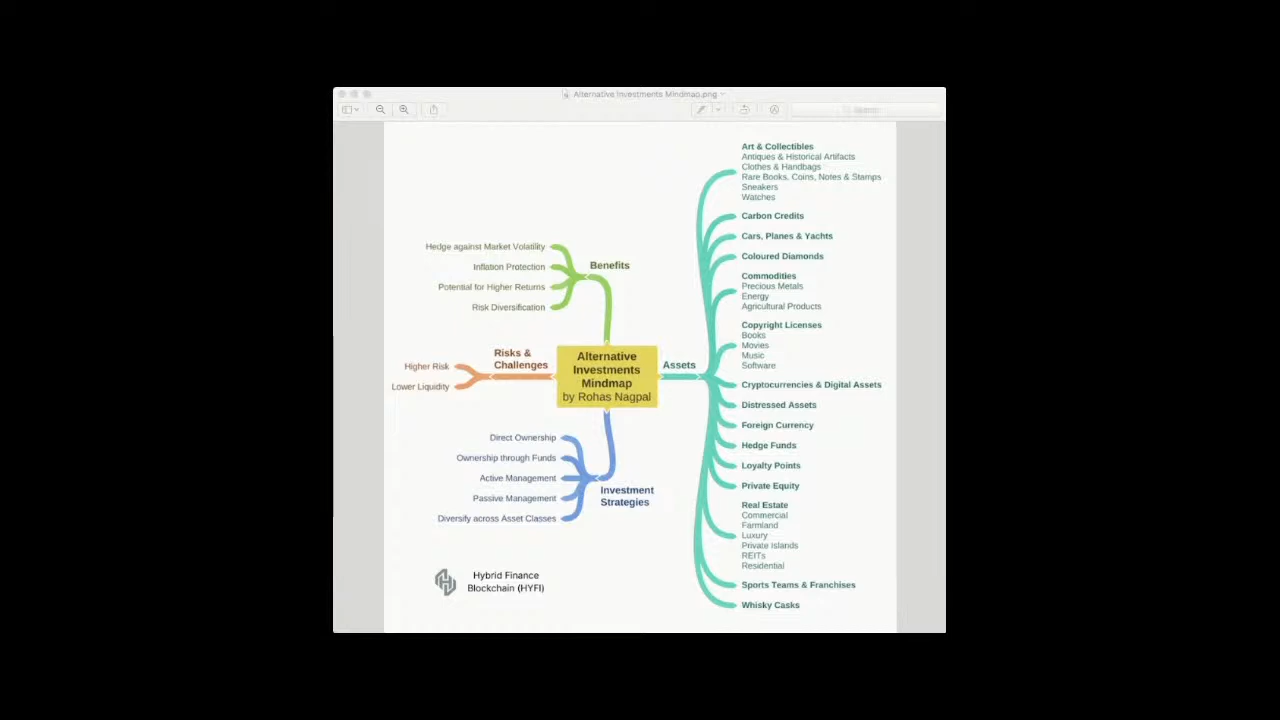 Alternative Investments Mindmap.png
Art & Collectibles
Antiques & Historical Artifacts
Clothes & Handbags
Rare Books, Coins, Notes & Stamps
Sneakers
Watches
Carbon Credits
Cars, Planes & Yachts
Coloured Diamonds
Commodities
Precious Metals
Energy
Agricultural Products
Copyright Licenses
Books
Movies
Music
Software
Cryptocurrencies & Digital Assets
Distressed Assets
Foreign Currency
Hedge Funds
Loyalty Points
Private Equity
Real Estate
Commercial
Farmland
Luxury
Private Islands
REITs
Residential
Sports Teams & Franchises
Whisky Casks
Assets
Benefits
Hedge against Market Volatility
Inflation Protection
Potential for Higher Returns
Risk Diversification
Risks &
Challenges
Higher Risk
Lower Liquidity
Alternative
Investments
Mindmap
by Rohas Nagpal
Investment
Strategies
Direct Ownership
Ownership through Funds
Active Management
Passive Management
Diversify across Asset Classes
Hybrid Finance
Blockchain (HYFI)